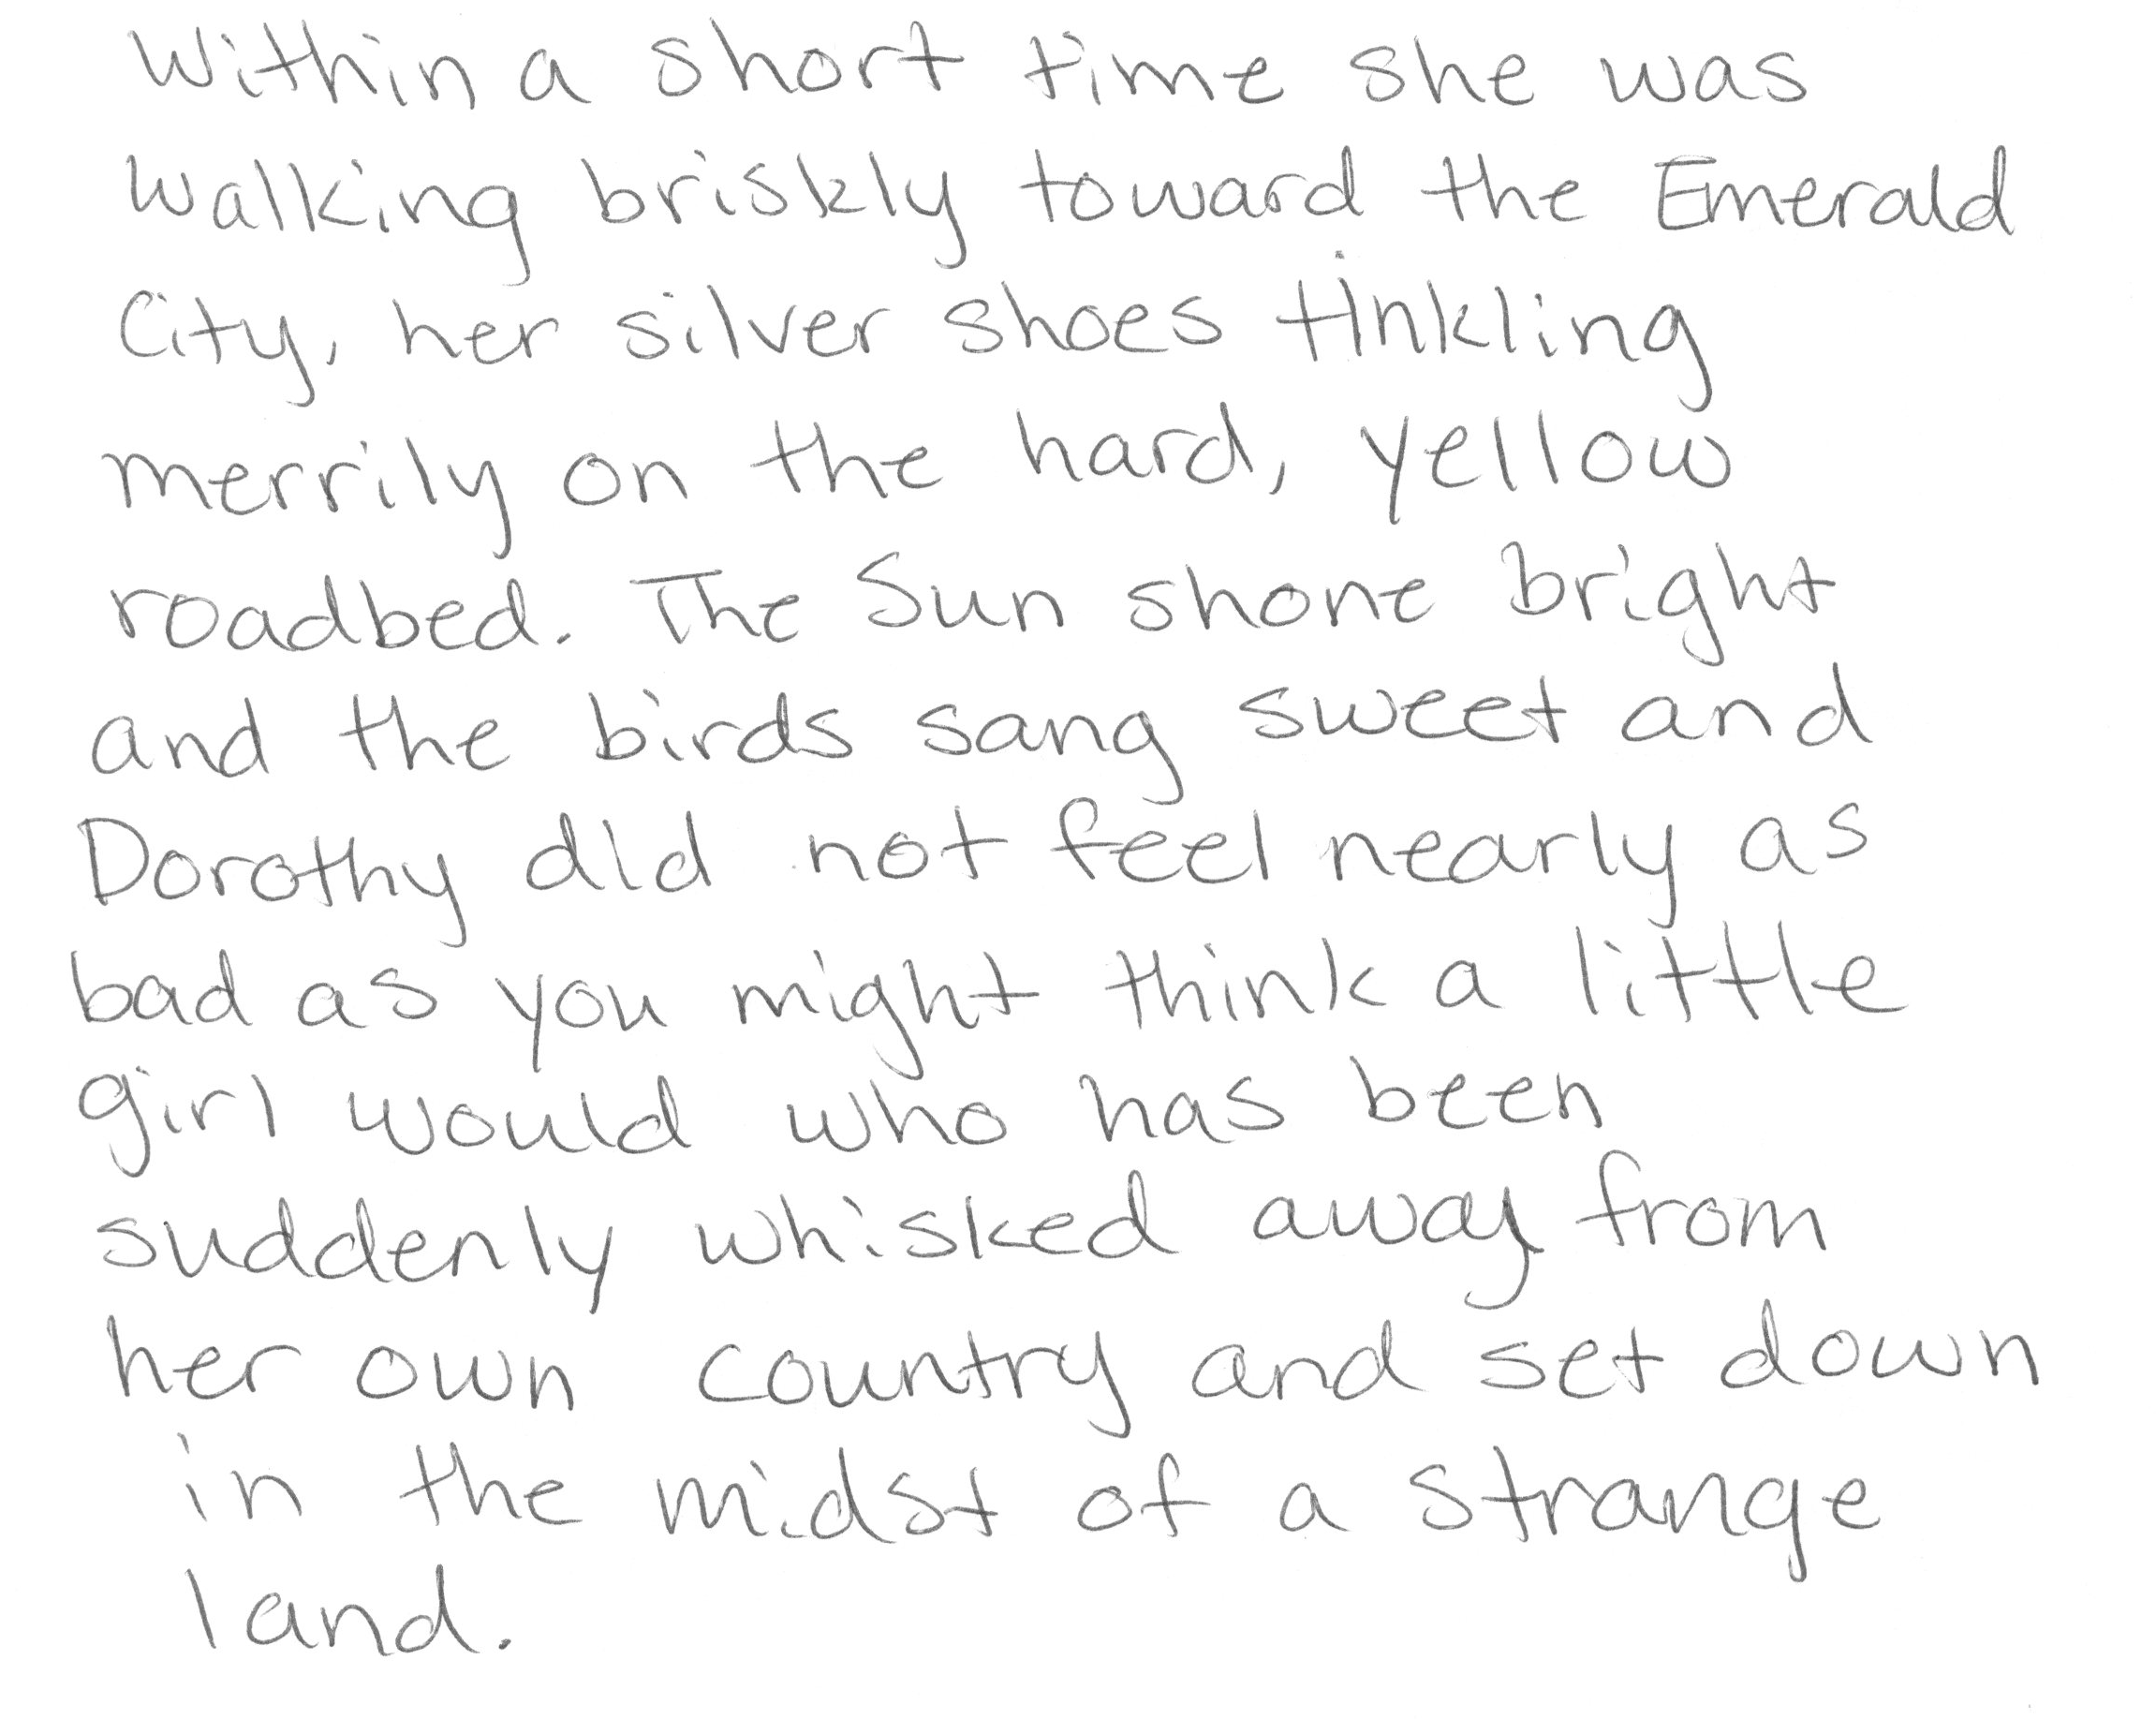 Within a short time she was
walking briskly toward the Emerald
City, her silver shoes tinkling
merrily on the hard, yellow
roadbed. The Sun shone bright
and the birds sang sweet and
Dorothy did not feel nearly as
bad as you might think a little
girl would who has been
suddenly whisked away from
her own country and set down
in the midst of a strange
land.